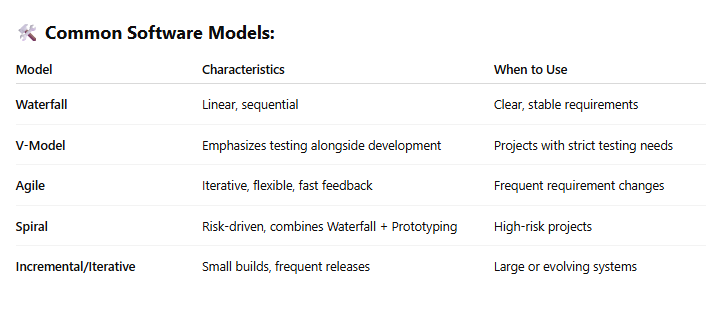 🛠️ Common Software Models:
Model Characteristics When to Use
Waterfall Linear, sequential Clear, stable requirements
V-Model Emphasizes testing alongside development Projects with strict testing needs
Agile Iterative, flexible, fast feedback Frequent requirement changes
Spiral Risk-driven, combines Waterfall + Prototyping High-risk projects
Incremental/Iterative Small builds, frequent releases Large or evolving systems